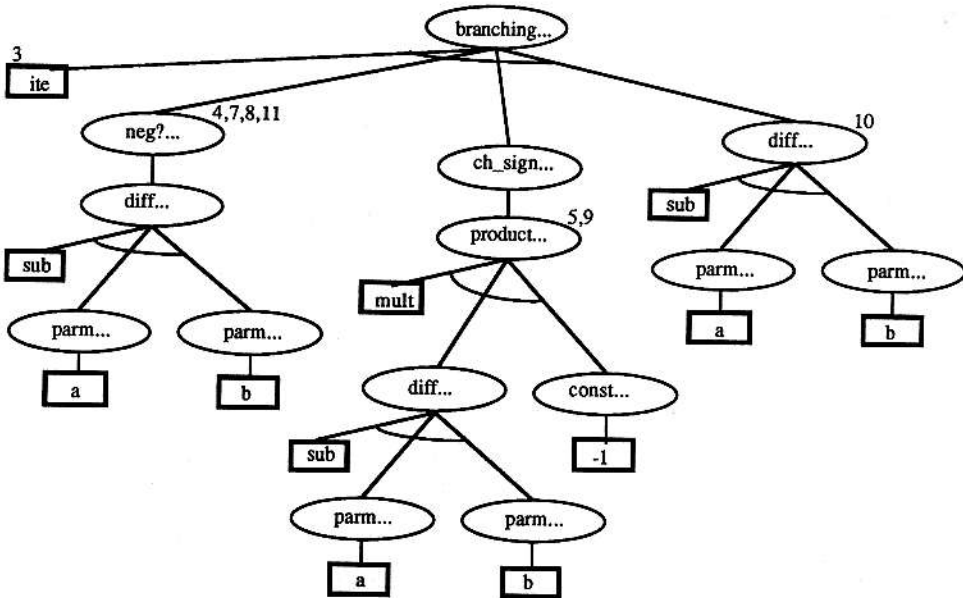 branching...
3
ite
neg?...
4,7,8,11
diff...
10
ch_sign...
diff...
sub
product...
5,9
sub
mult
parm...
parm...
parm...
parm...
a
b
a
b
diff...
const...
sub
-1
parm...
parm...
a
b